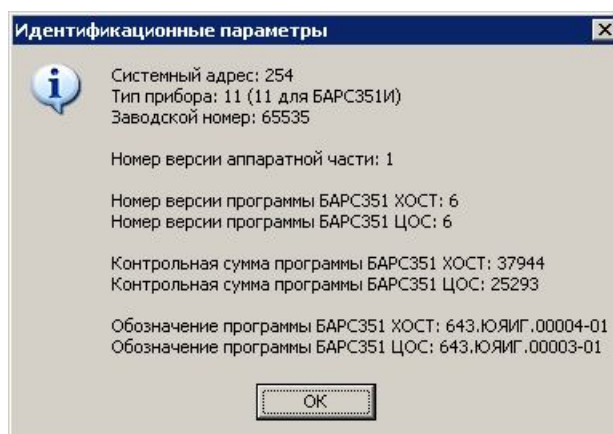 Идентификационные параметры
Системный адрес: 254
Тип прибора: 11 (11 для БАРС351И)
Заводской номер: 65535
Номер версии аппаратной части: 1
Номер версии программы БАРС351 ХОСТ: 6
Номер версии программы БАРС351 ЦОС: 6
Контрольная сумма программы БАРС351 ХОСТ: 37944
Контрольная сумма программы БАРС351 ЦОС: 25293
Обозначение программы БАРС351 ХОСТ: 643.ЮЯИГ.00004-01
Обозначение программы БАРС351 ЦОС: 643.ЮЯИГ.00003-01
OK